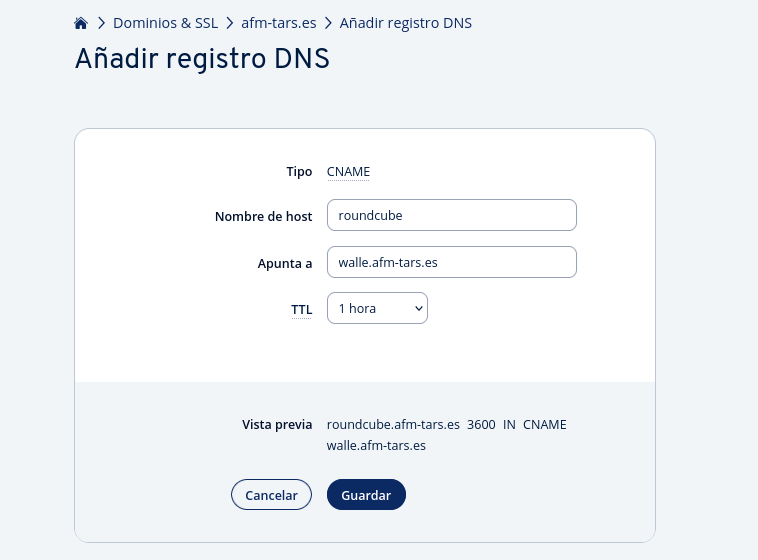 Dominios & SSL > afm-tars.es > Añadir registro DNS
Añadir registro DNS
Tipo CNAME
Nombre de host roundcube
Apunta a walle.afm-tars.es
TTL 1 hora
Vista previa roundcube.afm-tars.es 3600 IN CNAME
walle.afm-tars.es
Cancelar Guardar